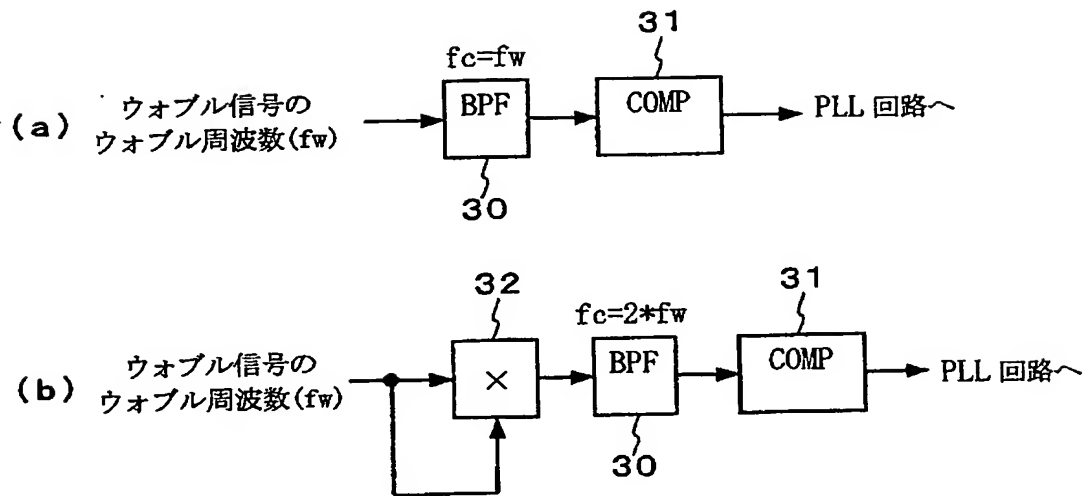 31
fc=fw
(a) ウォブル信号の
ウォブル周波数(fw)
BPF
COMP
PLL 回路へ
30
32
31
fc=2*fw
(b) ウォブル信号の
ウォブル周波数(fw)
×
BPF
COMP
PLL 回路へ
30